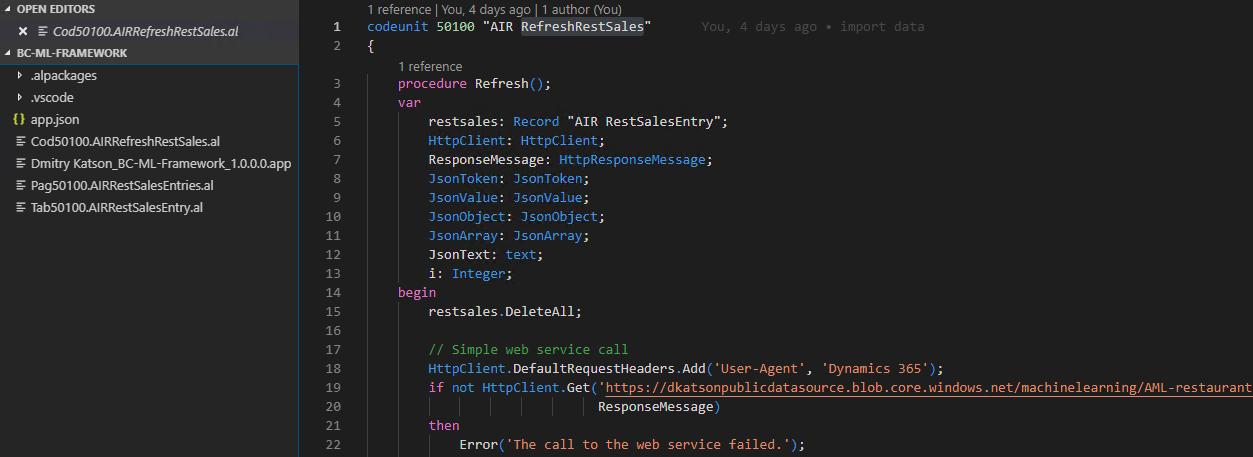 OPEN EDITORS
Cod50100.AIRRefreshRestSales.al
BC-ML-FRAMEWORK
.alpackages
.vscode
{} app.json
Cod50100.AIRRefreshRestSales.al
Dmitry Katson_BC-ML-Framework_1.0.0.0.app
Pag50100.AIRRestSalesEntries.al
Tab50100.AIRRestSalesEntry.al
1 reference | You, 4 days ago | 1 author (You)
1 codeunit 50100 "AIR RefreshRestSales" You, 4 days ago • import data
2 {
1 reference
3 procedure Refresh();
4 var
5 restsales: Record "AIR RestSalesEntry";
6 HttpClient: HttpClient;
7 ResponseMessage: HttpResponseMessage;
8 JsonToken: JsonToken;
9 JsonValue: JsonValue;
10 JsonObject: JsonObject;
11 JsonArray: JsonArray;
12 JsonText: text;
13 i: Integer;
14 begin
15 restsales.DeleteAll;
16
17 // Simple web service call
18 HttpClient.DefaultRequestHeaders.Add('User-Agent', 'Dynamics 365');
19 if not HttpClient.Get('https://dkatsonpublicdatasource.blob.core.windows.net/machinelearning/AML-restaurant
20 ResponseMessage)
21 then
22 Error('The call to the web service failed.');